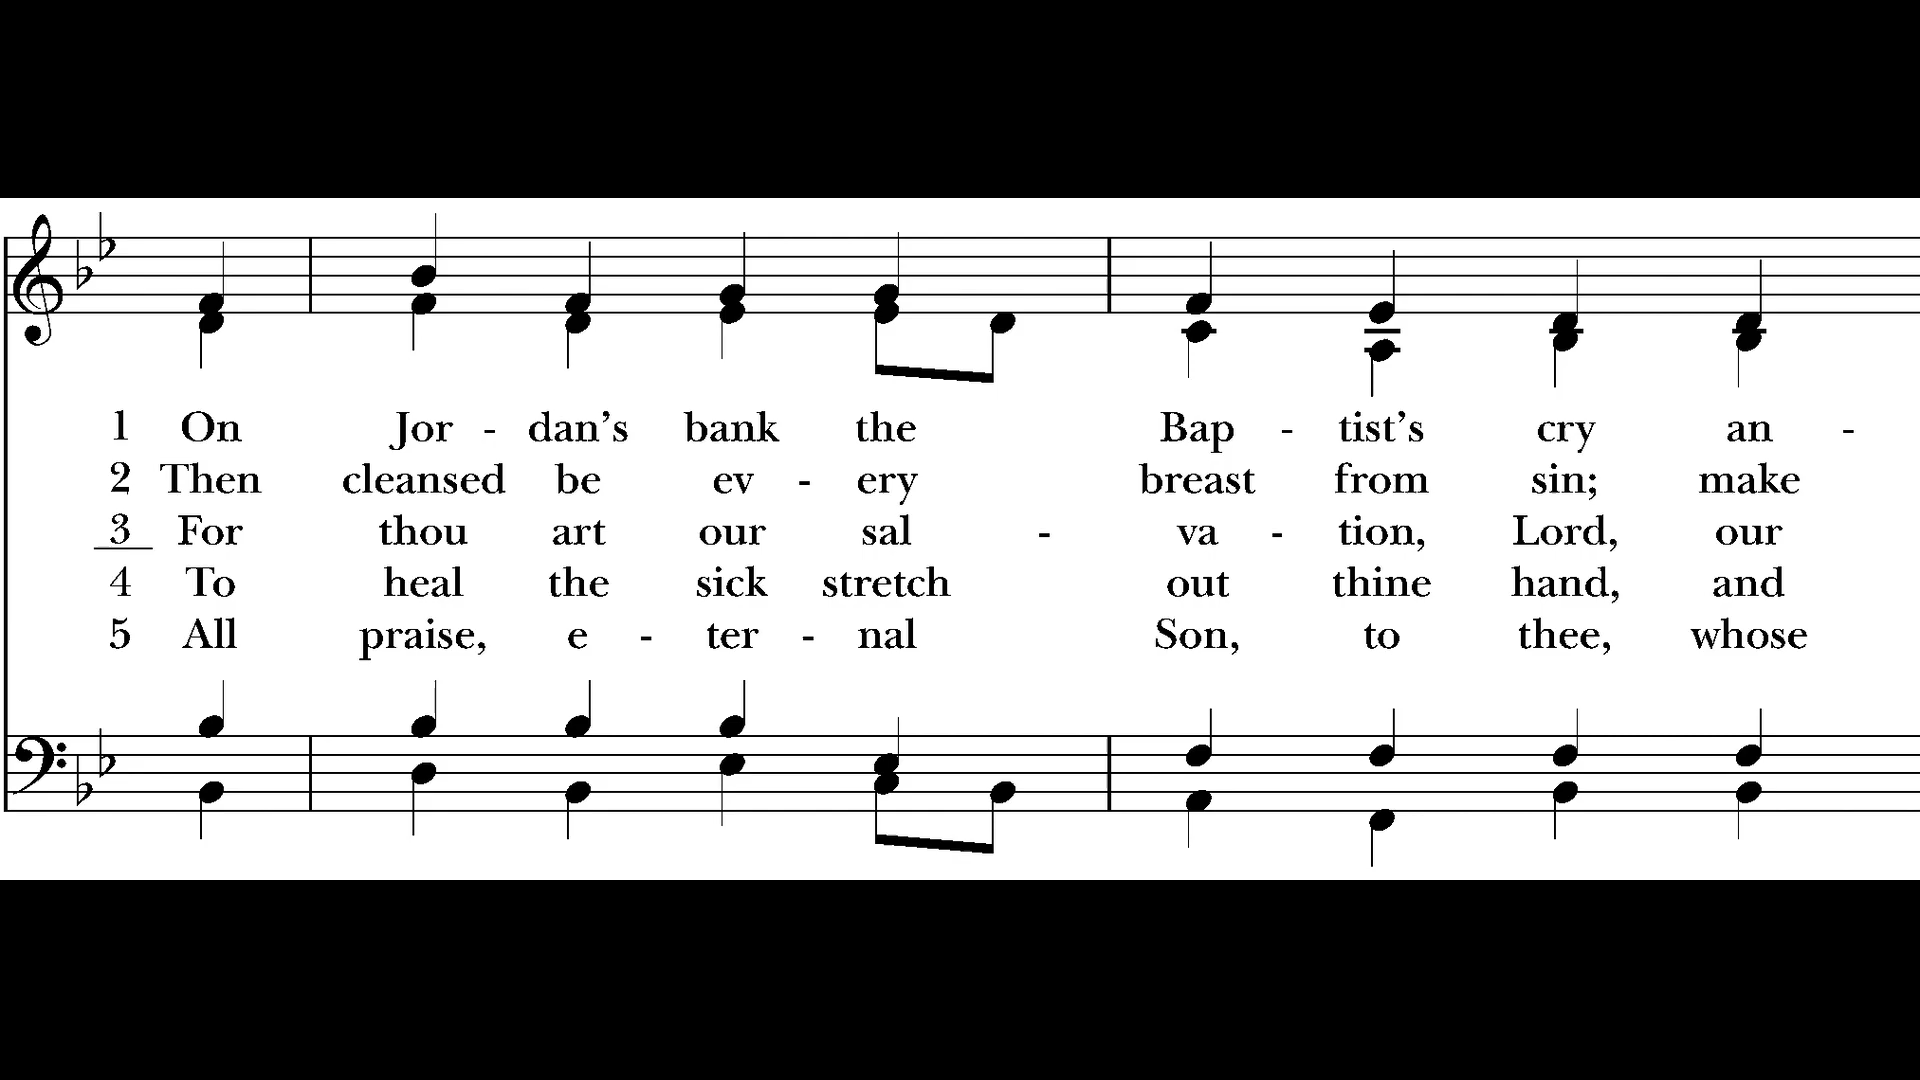 1 On Jor - dan's bank the Bap - tist's cry an -
2 Then cleansed be ev - ery breast from sin; make
3 For thou art our sal - va - tion, Lord, our
4 To heal the sick stretch out thine hand, and
5 All praise, e - ter - nal Son, to thee, whose